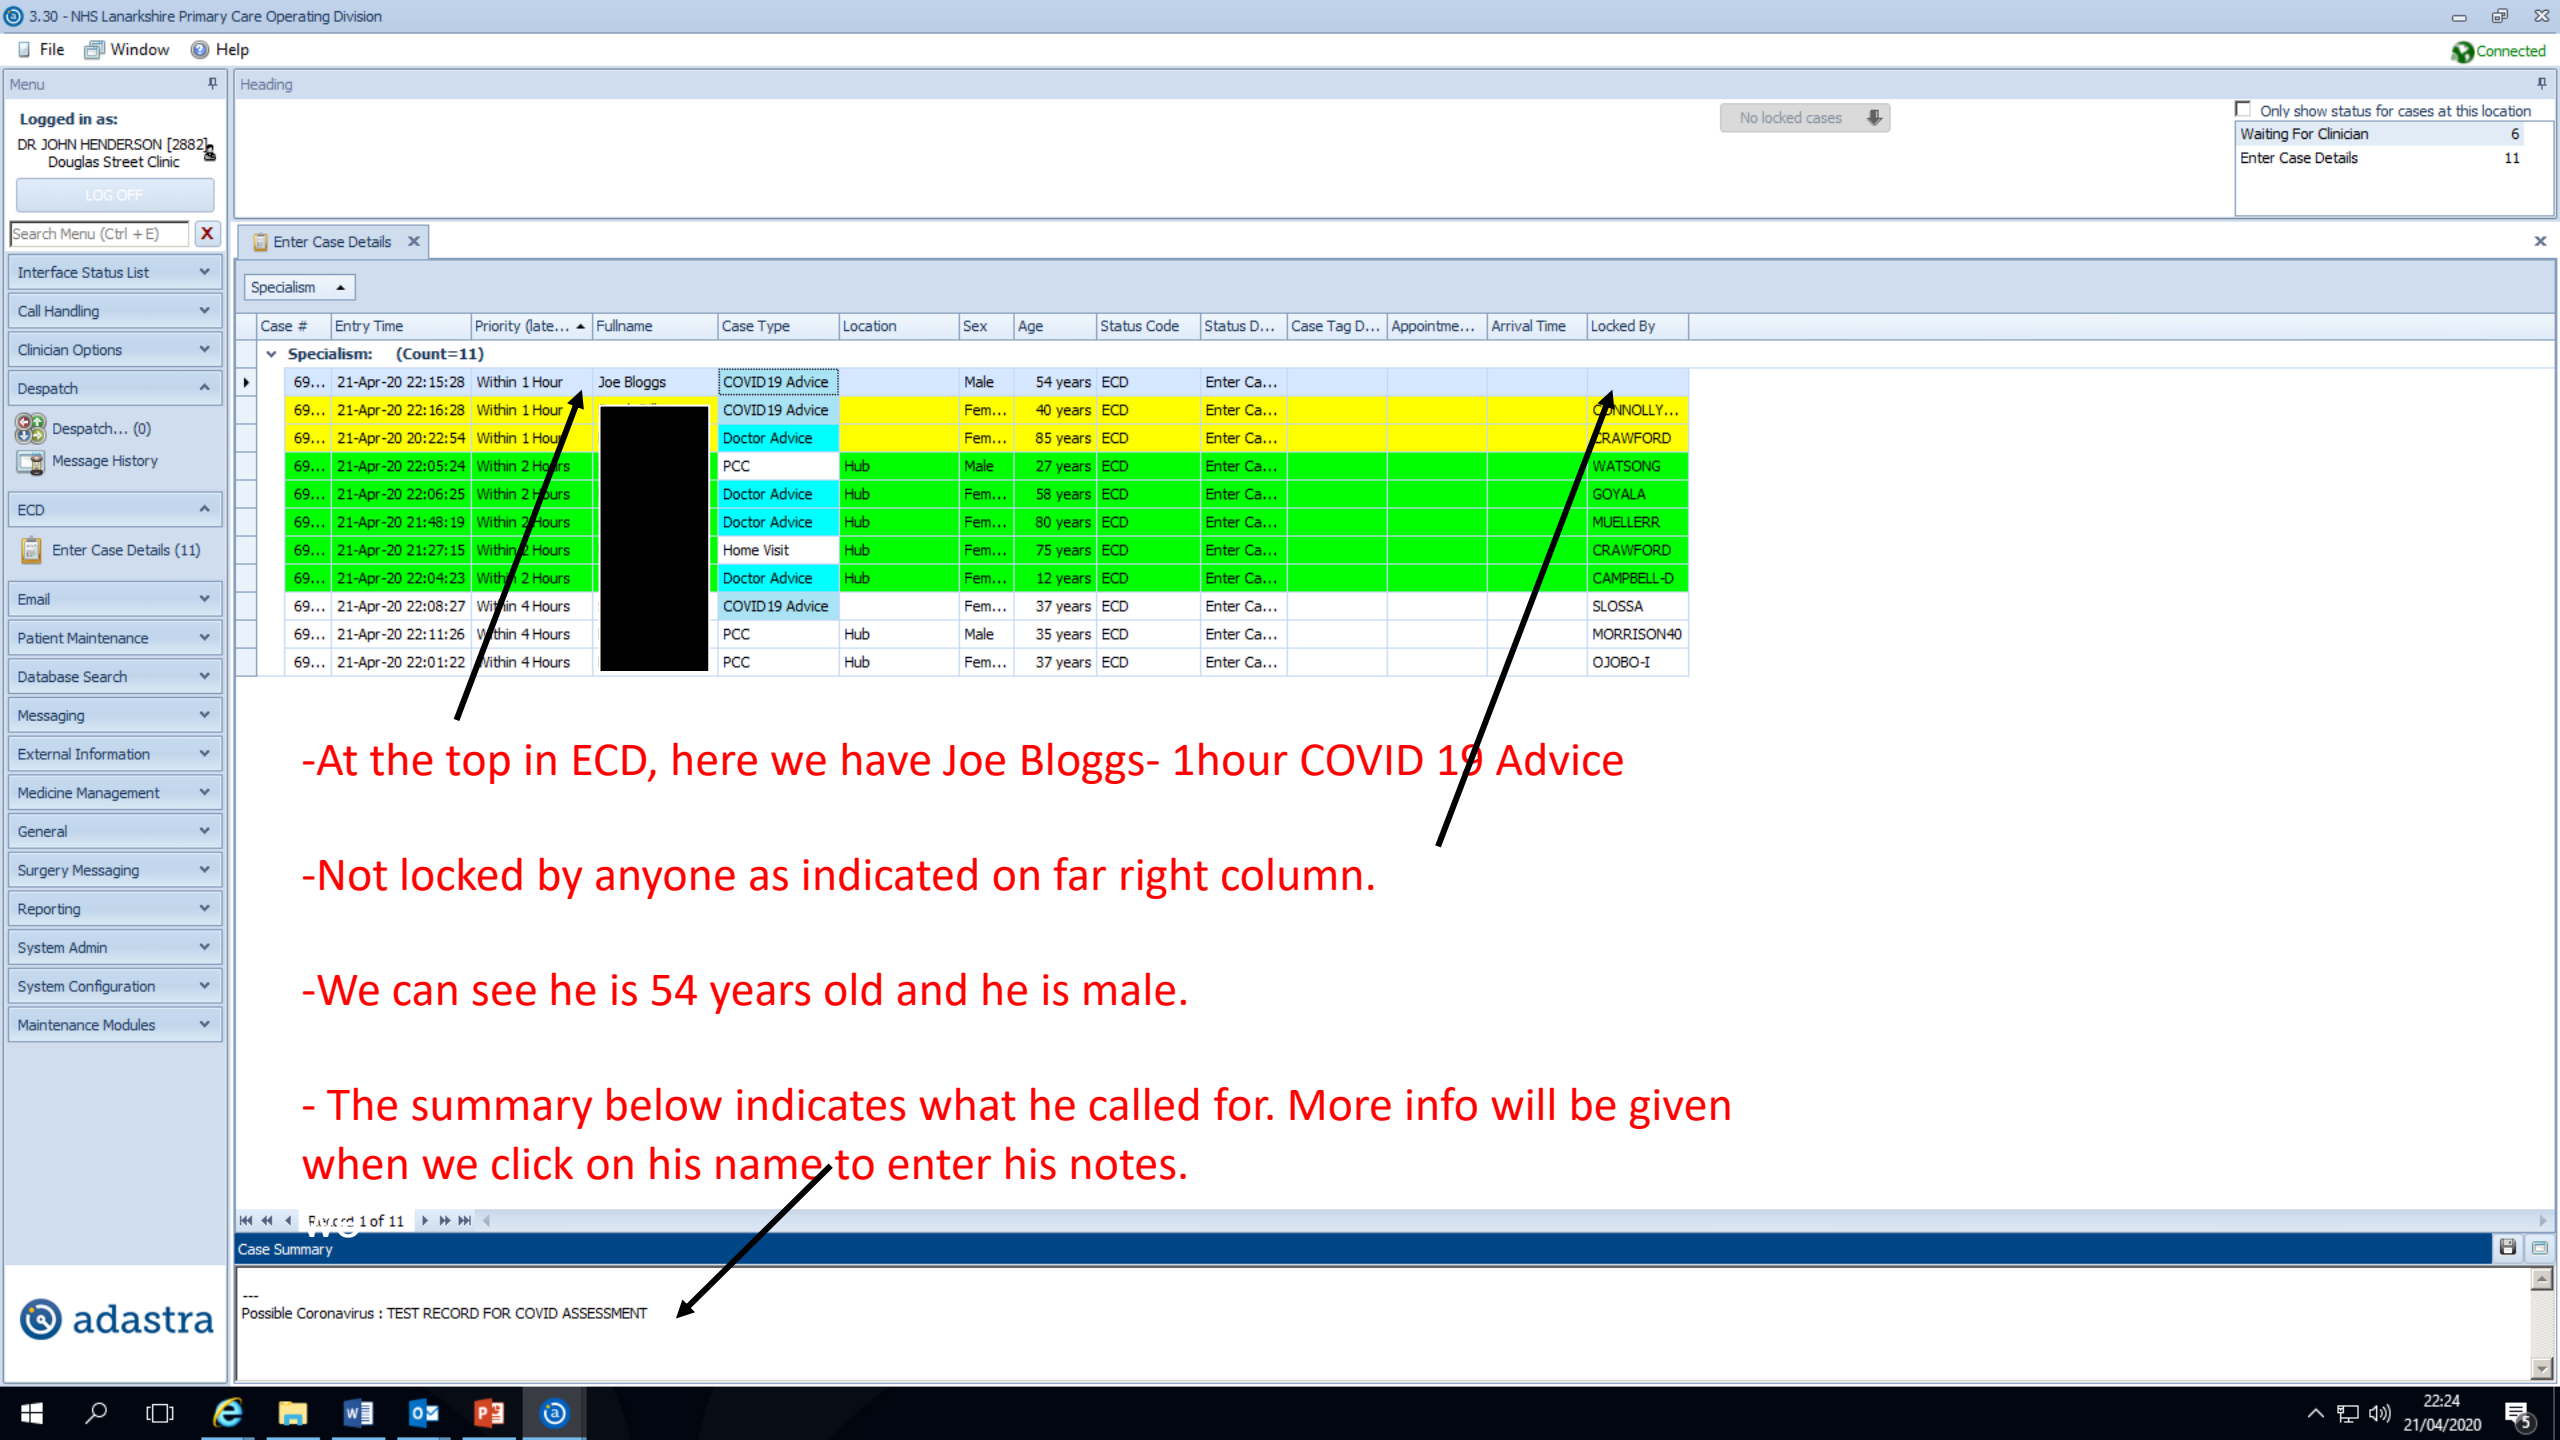 3.30 - NHS Lanarkshire Primary Care Operating Division
File Window Help
Connected
Menu
Heading
Logged in as:
DR JOHN HENDERSON [2882]
Douglas Street Clinic
LOG OFF
Search Menu (Ctrl + E)
No locked cases
Only show status for cases at this location
Waiting For Clinician 6
Enter Case Details 11
Interface Status List
Call Handling
Clinician Options
Despatch
Despatch... (0)
Message History
ECD
Enter Case Details (11)
Email
Patient Maintenance
Database Search
Messaging
External Information
Medicine Management
General
Surgery Messaging
Reporting
System Admin
System Configuration
Maintenance Modules
adastra
Enter Case Details
Specialism
Case # Entry Time Priority (late... Fullname Case Type Location Sex Age Status Code Status D... Case Tag D... Appointme... Arrival Time Locked By
Specialism: (Count=11)
69... 21-Apr-20 22:15:28 Within 1 Hour Joe Bloggs COVID19 Advice Male 54 years ECD Enter Ca...
69... 21-Apr-20 22:16:28 Within 1 Hour COVID19 Advice Fem... 40 years ECD Enter Ca... CONNOLLY...
69... 21-Apr-20 20:22:54 Within 1 Hour Doctor Advice Fem... 85 years ECD Enter Ca... CRAWFORD
69... 21-Apr-20 22:05:24 Within 2 Hours PCC Hub Male 27 years ECD Enter Ca... WATSONG
69... 21-Apr-20 22:06:25 Within 2 Hours Doctor Advice Hub Fem... 58 years ECD Enter Ca... GOYALA
69... 21-Apr-20 21:48:19 Within 2 Hours Doctor Advice Hub Fem... 80 years ECD Enter Ca... MUELLERR
69... 21-Apr-20 21:27:15 Within 2 Hours Home Visit Hub Fem... 75 years ECD Enter Ca... CRAWFORD
69... 21-Apr-20 22:04:23 Within 2 Hours Doctor Advice Hub Fem... 12 years ECD Enter Ca... CAMPBELL-D
69... 21-Apr-20 22:08:27 Within 4 Hours COVID19 Advice Fem... 37 years ECD Enter Ca... SLOSSA
69... 21-Apr-20 22:11:26 Within 4 Hours PCC Hub Male 35 years ECD Enter Ca... MORRISON40
69... 21-Apr-20 22:01:22 Within 4 Hours PCC Hub Fem... 37 years ECD Enter Ca... OJOBO-I
-At the top in ECD, here we have Joe Bloggs- 1hour COVID 19 Advice
-Not locked by anyone as indicated on far right column.
-We can see he is 54 years old and he is male.
- The summary below indicates what he called for. More info will be given
when we click on his name to enter his notes.
Record 1 of 11
Case Summary
---
Possible Coronavirus : TEST RECORD FOR COVID ASSESSMENT
22:24
21/04/2020
5